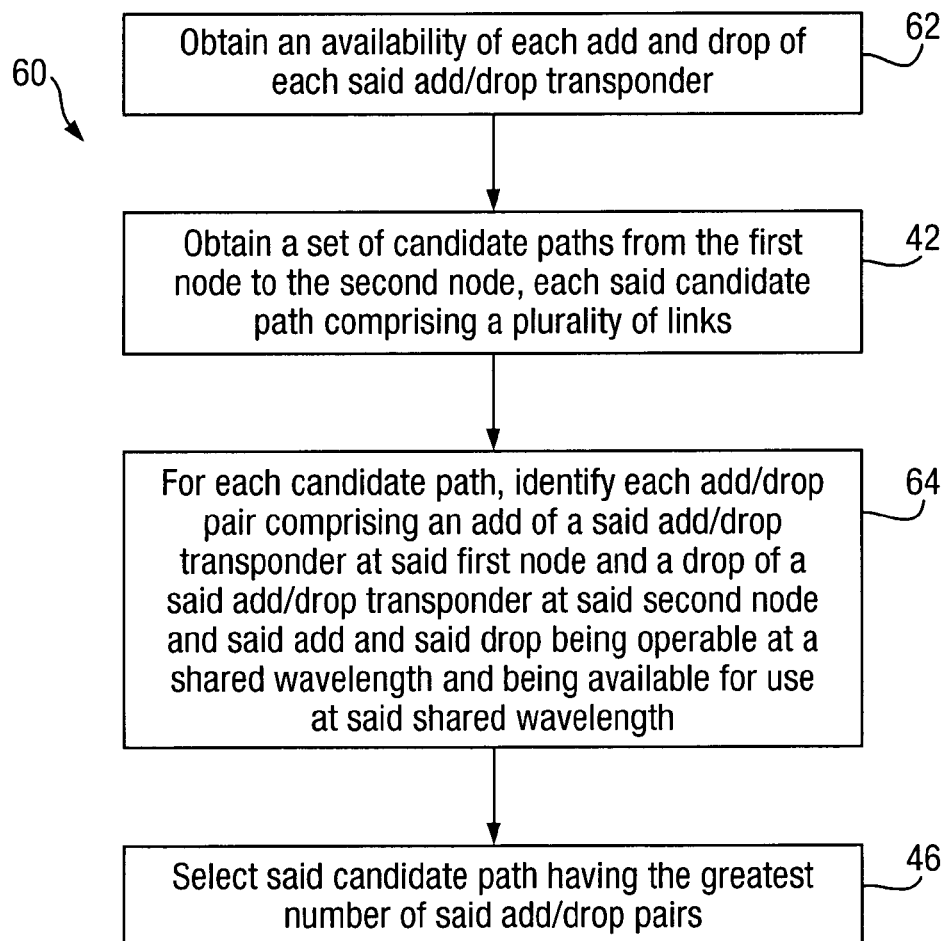 60
Obtain an availability of each add and drop of
each said add/drop transponder
62
Obtain a set of candidate paths from the first
node to the second node, each said candidate
path comprising a plurality of links
42
For each candidate path, identify each add/drop
pair comprising an add of a said add/drop
transponder at said first node and a drop of a
said add/drop transponder at said second node
and said add and said drop being operable at a
shared wavelength and being available for use
at said shared wavelength
64
Select said candidate path having the greatest
number of said add/drop pairs
46